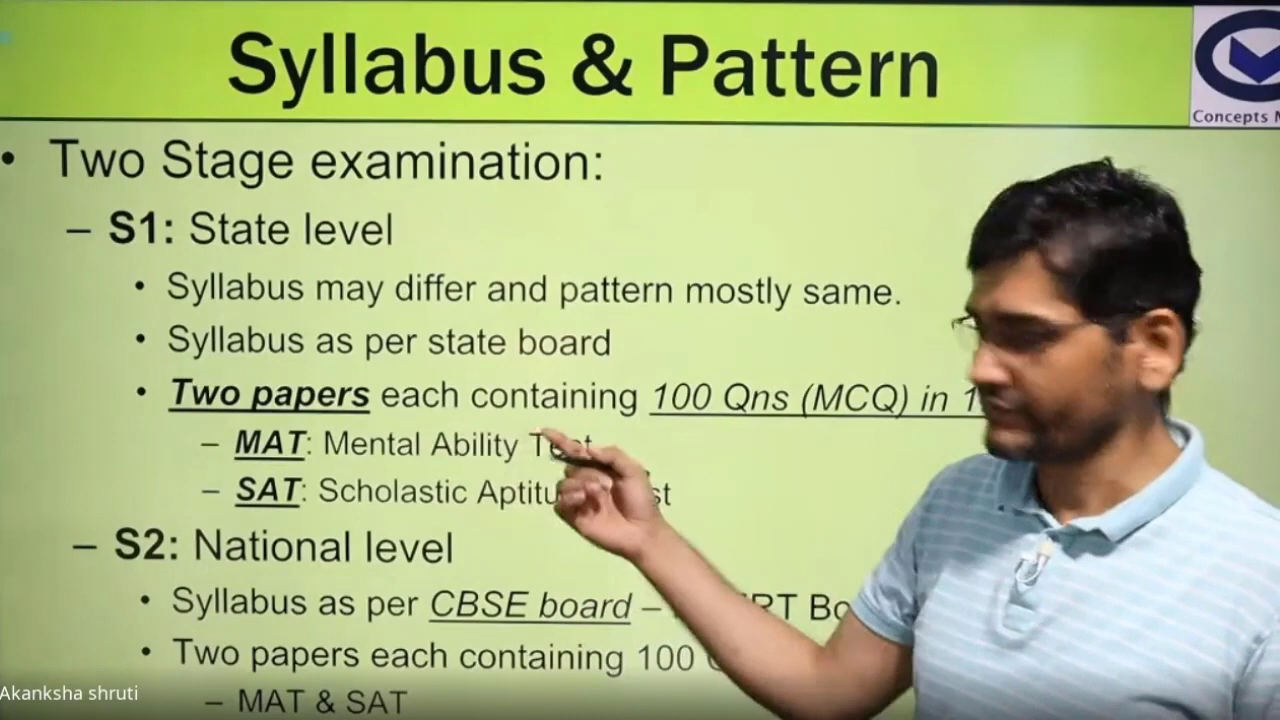 Syllabus & Pattern
Concepts
• Two Stage examination:
– S1: State level
• Syllabus may differ and pattern mostly same.
• Syllabus as per state board
• Two papers each containing 100 Qns (MCQ) in
– MAT: Mental Ability Test
– SAT: Scholastic
– S2: National level
• Syllabus as per CBSE board –
• Two papers each containing 100
– MAT & SAT
Akanksha shruti